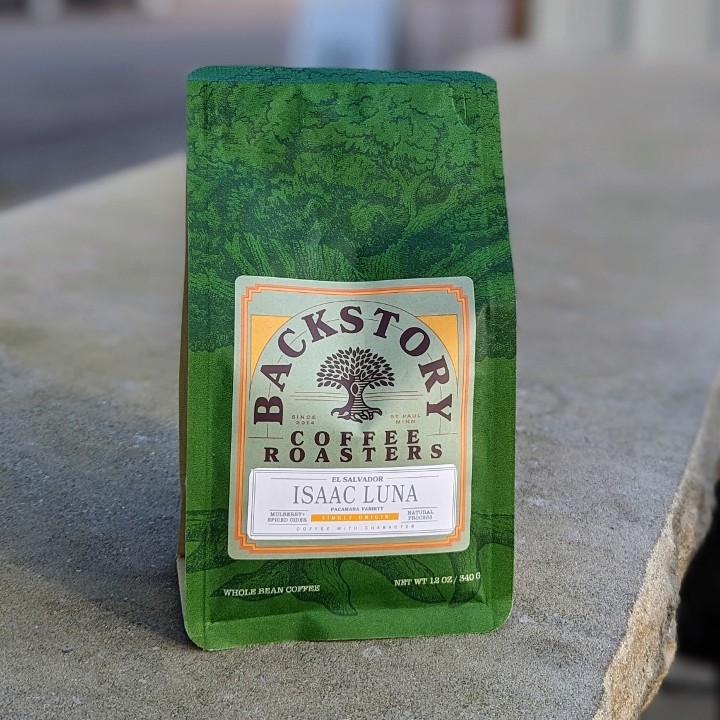 BACKSTORY
SINCE 2014
ST PAUL MINN
COFFEE
ROASTERS
EL SALVADOR
ISAAC LUNA
PACAMARA VARIETY
MULBERRY+
SPICED CIDER
SINGLE ORIGIN
NATURAL
PROCESS
COFFEE WITH CHARACTER
WHOLE BEAN COFFEE
NET WT 12 OZ / 340 G